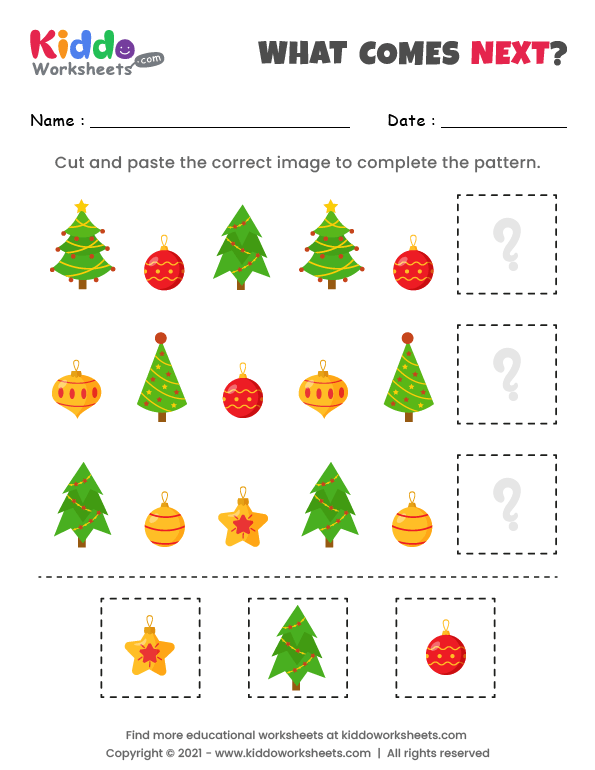 Kiddo
Worksheets.com
WHAT COMES NEXT?
Name : Date :
Cut and paste the correct image to complete the pattern.
?
?
?
Find more educational worksheets at kiddoworksheets.com
Copyright © 2021 - www.kiddoworksheets.com | All rights reserved